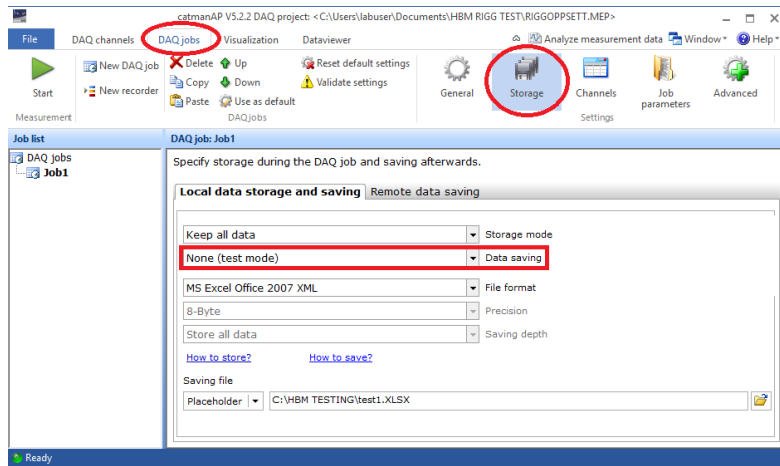 catmanAP V5.2.2 DAQ project: <C:\Users\labuser\Documents\HBM RIGG TEST\RIGGOPPSETT.MEP>
File DAQ channels DAQ jobs Visualization Dataviewer Analyze measurement data Window Help
New DAQ job Delete Up Reset default settings
Copy Down Validate settings
New recorder
Paste Use as default
Start General Storage Channels Job parameters Advanced
Measurement DAQ jobs Settings
Job list
DAQ job: Job1
DAQ jobs
Job1
Specify storage during the DAQ job and saving afterwards.
Local data storage and saving Remote data saving
Keep all data Storage mode
None (test mode) Data saving
MS Excel Office 2007 XML File format
8-Byte Precision
Store all data Saving depth
How to store? How to save?
Saving file
Placeholder C:\HBM TESTING\test1.XLSX
Ready